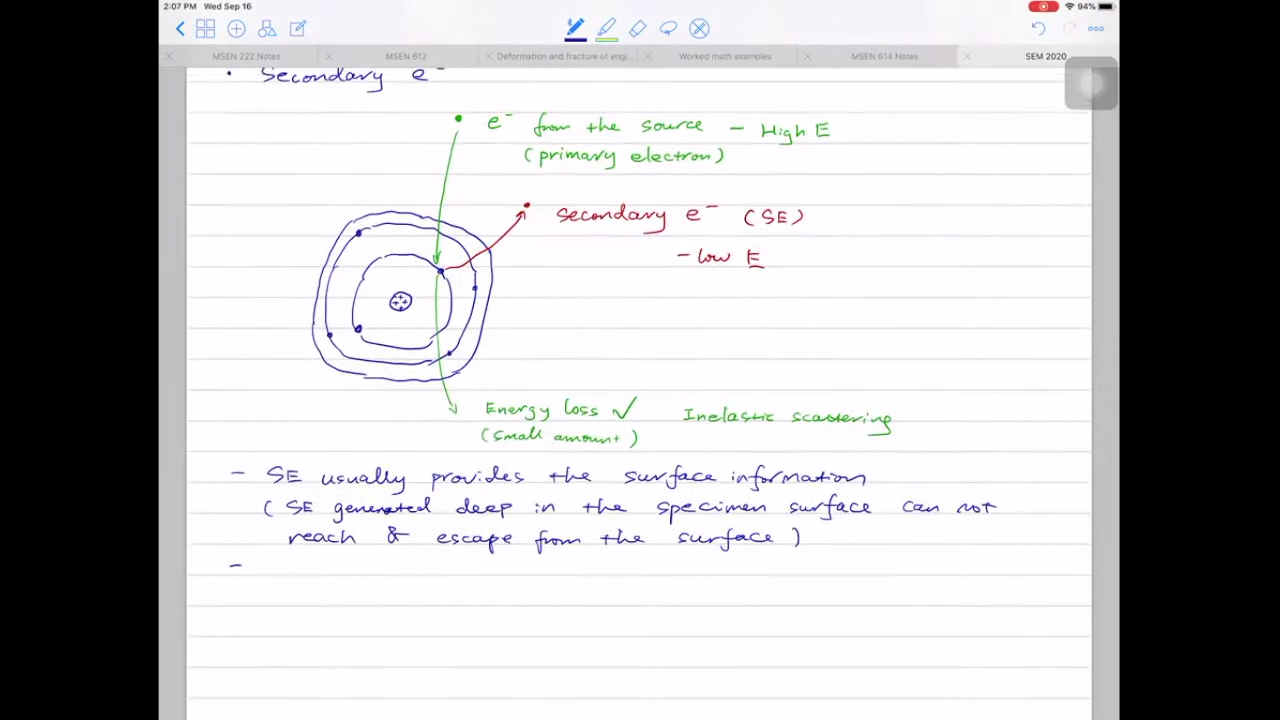 2:07 PM Wed Sep 16
94%
MSEN 222 Notes
MSEN 612
Deformation and fracture of engi...
Worked math examples
MSEN 614 Notes
SEM 2020
• Secondary e⁻
e⁻ from the source - High E
(primary electron)
secondary e⁻ (SE)
- low E
+ +
+ +
Energy loss ✓ Inelastic scattering
(small amount)
- SE usually provides the surface information
( SE generated deep in the specimen surface can not
reach & escape from the surface )
-